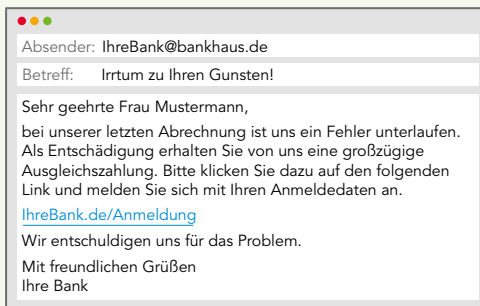 Absender: IhreBank@bankhaus.de
Betreff: Irrtum zu Ihren Gunsten!
Sehr geehrte Frau Mustermann,
bei unserer letzten Abrechnung ist uns ein Fehler unterlaufen.
Als Entschädigung erhalten Sie von uns eine großzügige
Ausgleichszahlung. Bitte klicken Sie dazu auf den folgenden
Link und melden Sie sich mit Ihren Anmeldedaten an.
IhreBank.de/Anmeldung
Wir entschuldigen uns für das Problem.
Mit freundlichen Grüßen
Ihre Bank